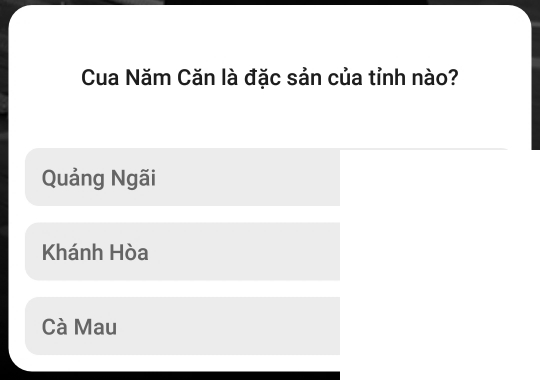 Cua Năm Căn là đặc sản của tỉnh nào?
Quảng Ngãi
Khánh Hòa
Cà Mau